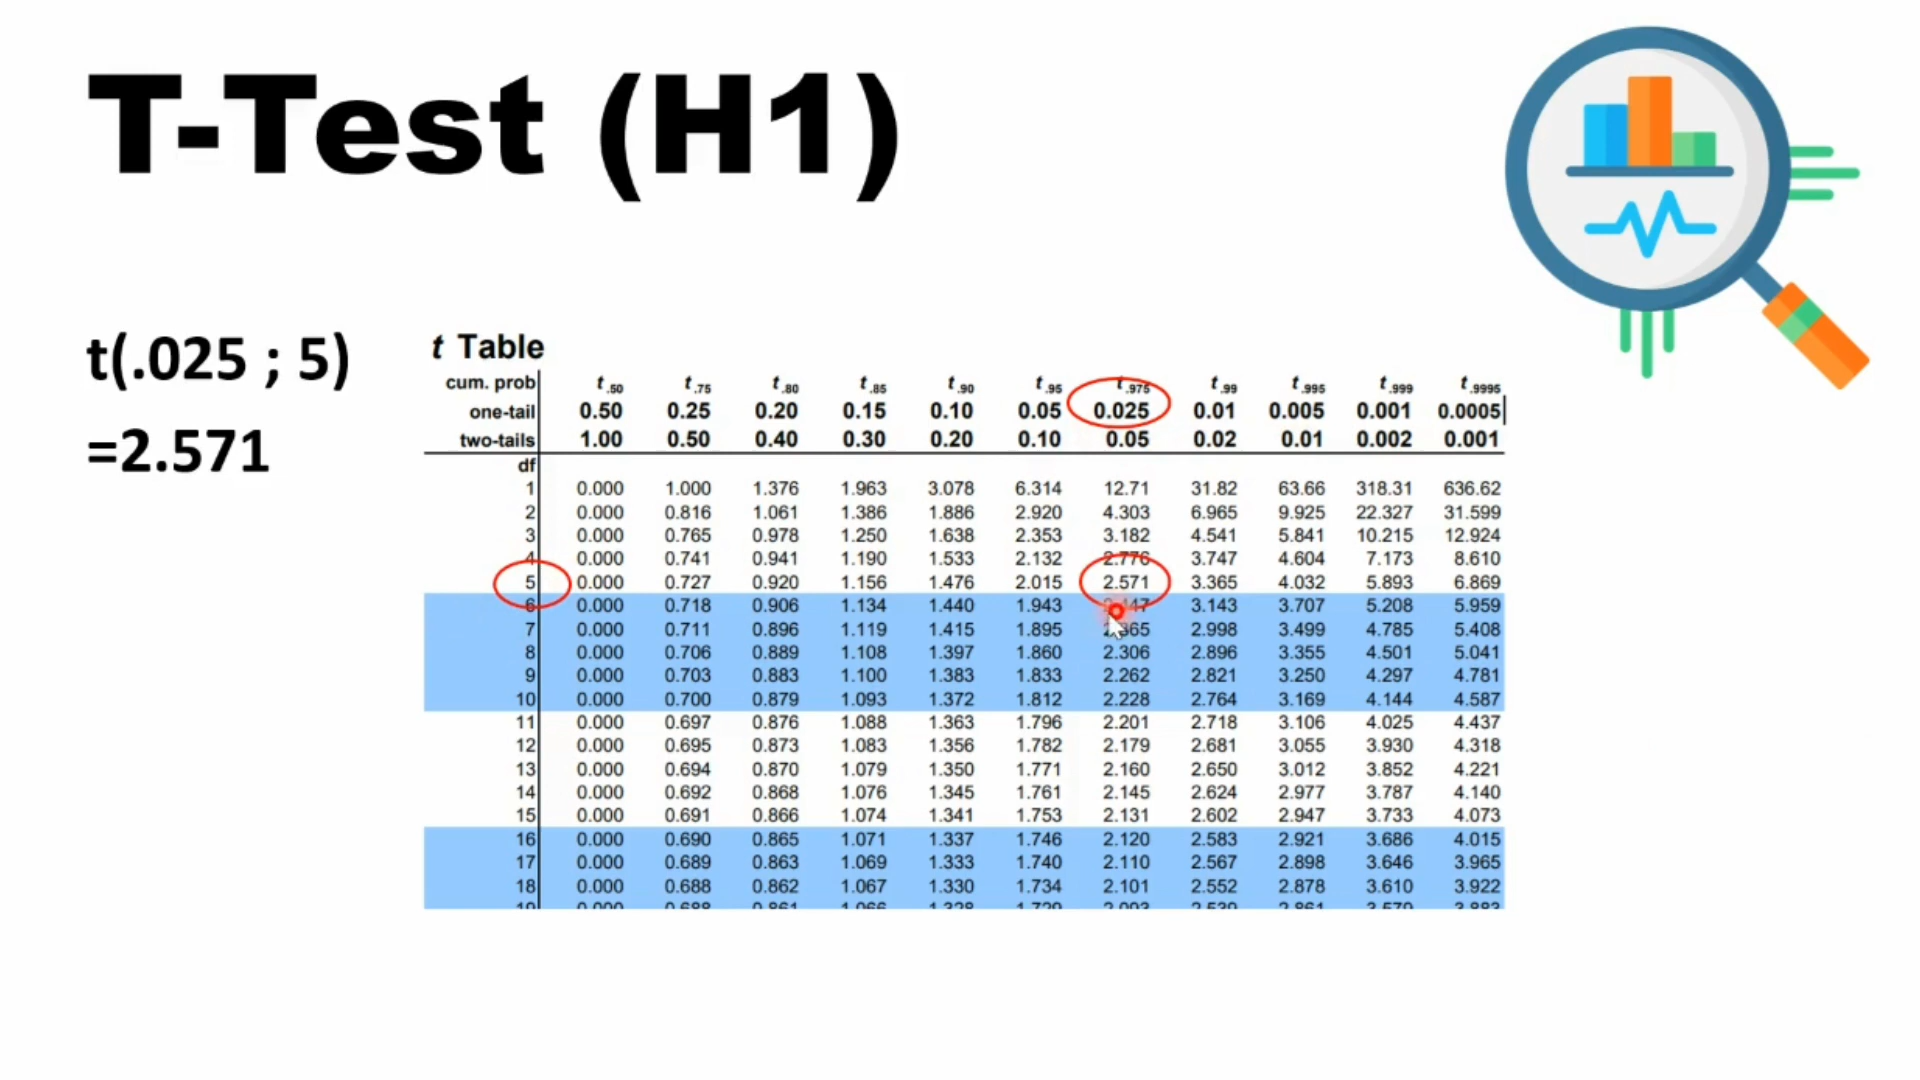 T-Test (H1)
t(.025 ; 5)
=2.571
t Table
cum. prob t .50 t .75 t .80 t .85 t .90 t .95 t .975 t .99 t .995 t .999 t .9995
one-tail 0.50 0.25 0.20 0.15 0.10 0.05 0.025 0.01 0.005 0.001 0.0005
two-tails 1.00 0.50 0.40 0.30 0.20 0.10 0.05 0.02 0.01 0.002 0.001
df
1 0.000 1.000 1.376 1.963 3.078 6.314 12.71 31.82 63.66 318.31 636.62
2 0.000 0.816 1.061 1.386 1.886 2.920 4.303 6.965 9.925 22.327 31.599
3 0.000 0.765 0.978 1.250 1.638 2.353 3.182 4.541 5.841 10.215 12.924
4 0.000 0.741 0.941 1.190 1.533 2.132 2.776 3.747 4.604 7.173 8.610
5 0.000 0.727 0.920 1.156 1.476 2.015 2.571 3.365 4.032 5.893 6.869
6 0.000 0.718 0.906 1.134 1.440 1.943 3.143 3.707 5.208 5.959
7 0.000 0.711 0.896 1.119 1.415 1.895 2.998 3.499 4.785 5.408
8 0.000 0.706 0.889 1.108 1.397 1.860 2.306 2.896 3.355 4.501 5.041
9 0.000 0.703 0.883 1.100 1.383 1.833 2.262 2.821 3.250 4.297 4.781
10 0.000 0.700 0.879 1.093 1.372 1.812 2.228 2.764 3.169 4.144 4.587
11 0.000 0.697 0.876 1.088 1.363 1.796 2.201 2.718 3.106 4.025 4.437
12 0.000 0.695 0.873 1.083 1.356 1.782 2.179 2.681 3.055 3.930 4.318
13 0.000 0.694 0.870 1.079 1.350 1.771 2.160 2.650 3.012 3.852 4.221
14 0.000 0.692 0.868 1.076 1.345 1.761 2.145 2.624 2.977 3.787 4.140
15 0.000 0.691 0.866 1.074 1.341 1.753 2.131 2.602 2.947 3.733 4.073
16 0.000 0.690 0.865 1.071 1.337 1.746 2.120 2.583 2.921 3.686 4.015
17 0.000 0.689 0.863 1.069 1.333 1.740 2.110 2.567 2.898 3.646 3.965
18 0.000 0.688 0.862 1.067 1.330 1.734 2.101 2.552 2.878 3.610 3.922